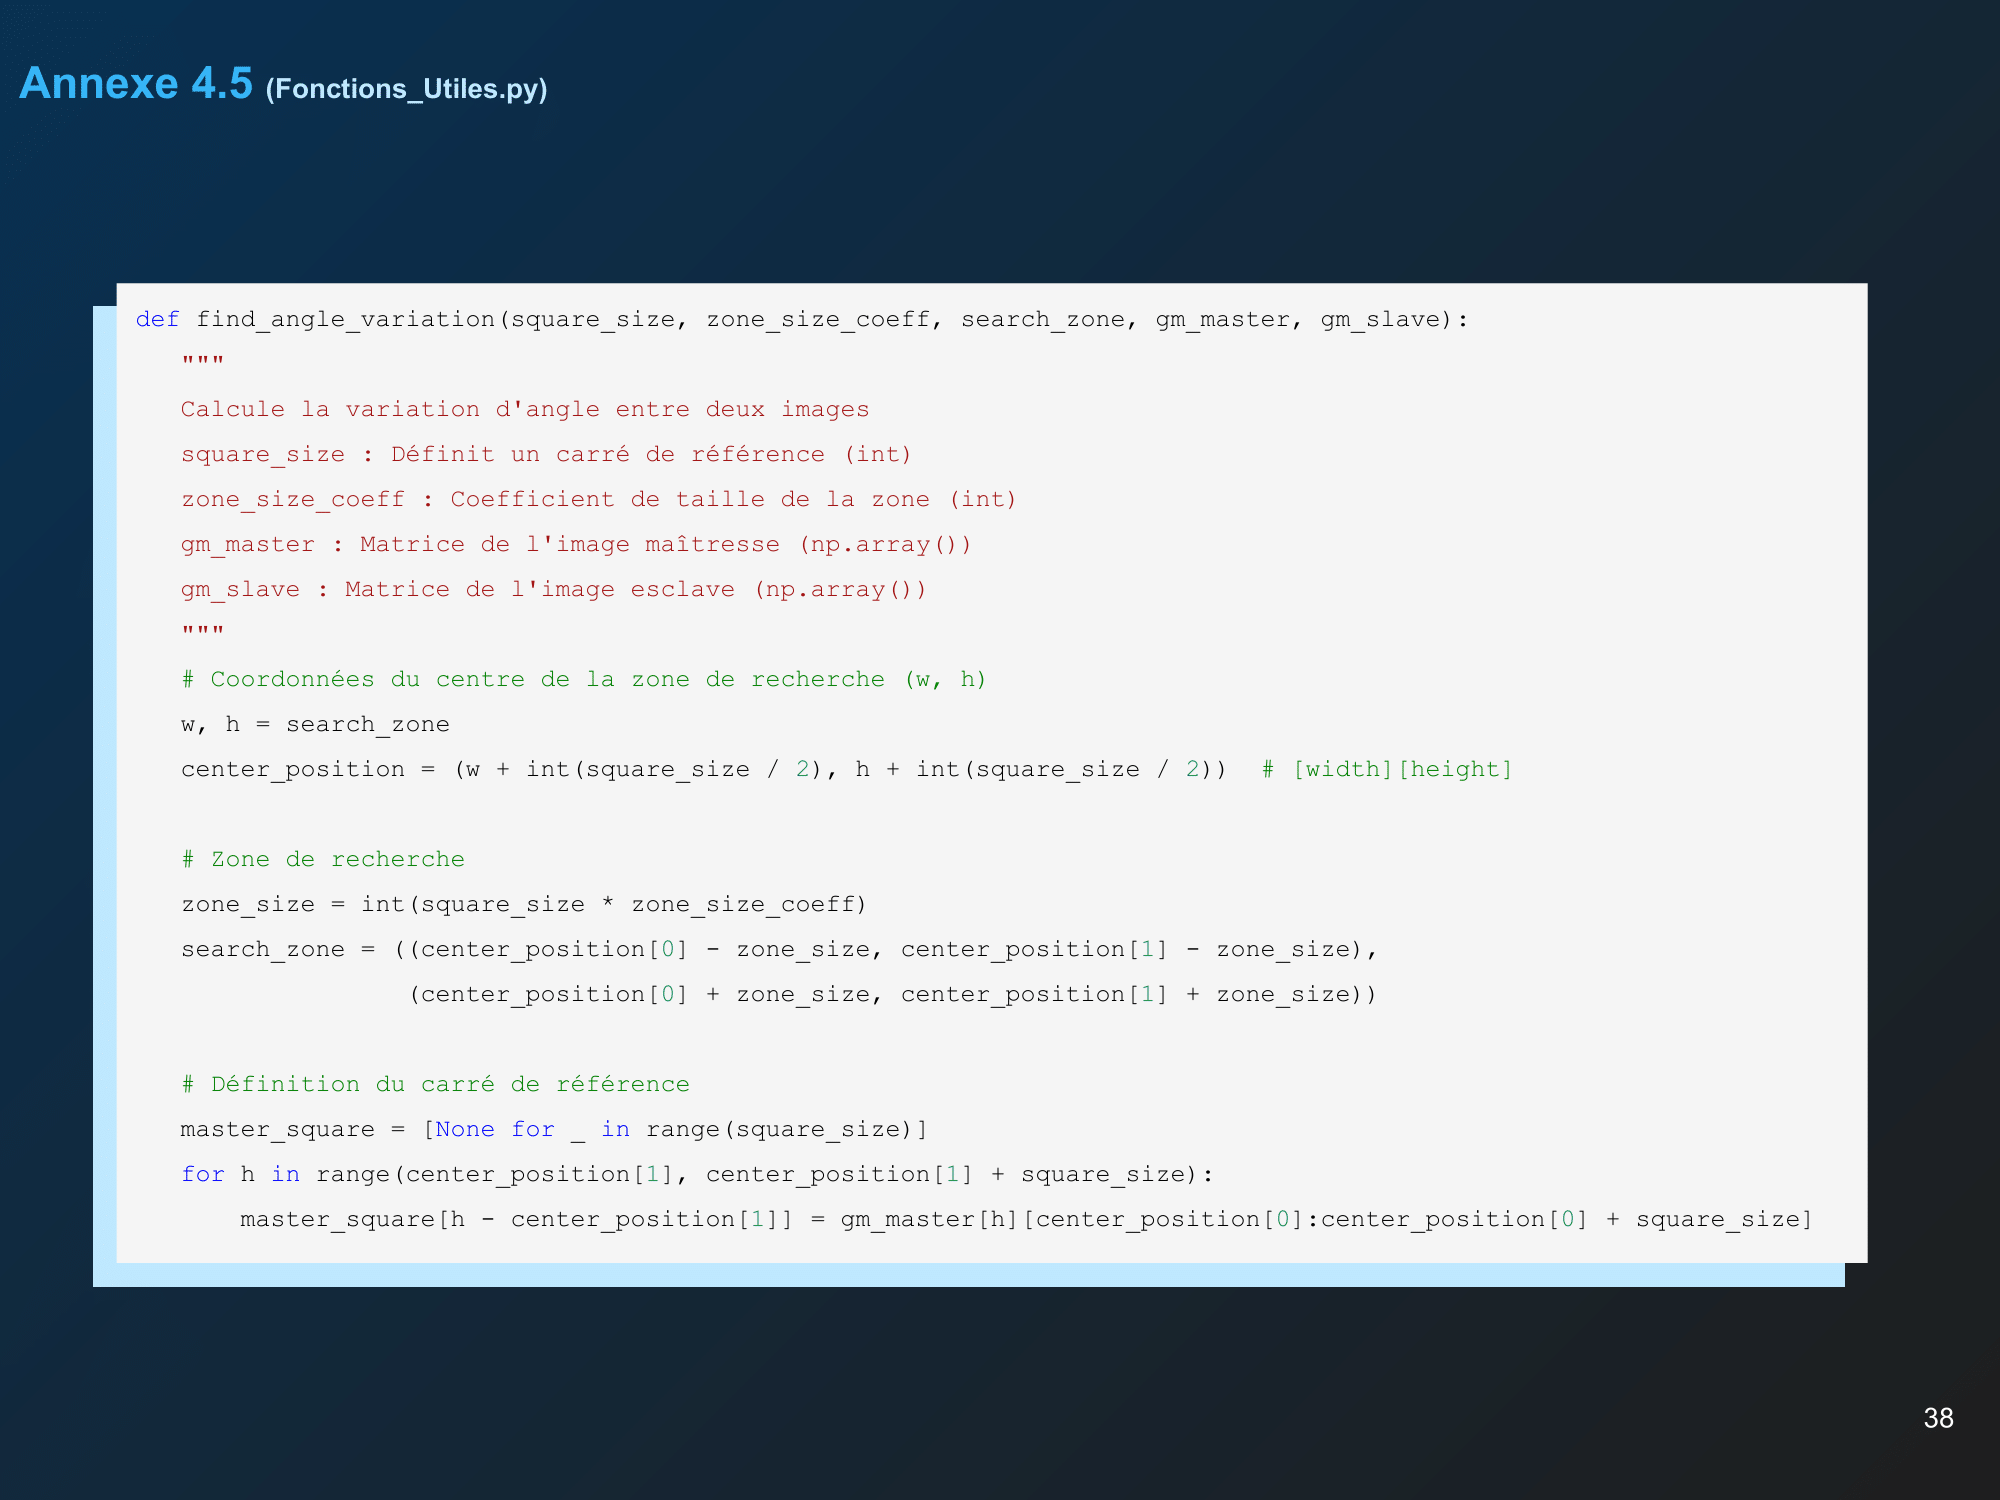 Annexe 4.5 (Fonctions_Utiles.py)
def find_angle_variation(square_size, zone_size_coeff, search_zone, gm_master, gm_slave):
   """
   Calcule la variation d'angle entre deux images
   square_size : Définit un carré de référence (int)
   zone_size_coeff : Coefficient de taille de la zone (int)
   gm_master : Matrice de l'image maîtresse (np.array())
   gm_slave : Matrice de l'image esclave (np.array())
   """
   # Coordonnées du centre de la zone de recherche (w, h)
   w, h = search_zone
   center_position = (w + int(square_size / 2), h + int(square_size / 2))  # [width][height]

   # Zone de recherche
   zone_size = int(square_size * zone_size_coeff)
   search_zone = ((center_position[0] - zone_size, center_position[1] - zone_size),
                  (center_position[0] + zone_size, center_position[1] + zone_size))

   # Définition du carré de référence
   master_square = [None for _ in range(square_size)]
   for h in range(center_position[1], center_position[1] + square_size):
       master_square[h - center_position[1]] = gm_master[h][center_position[0]:center_position[0] + square_size]
38